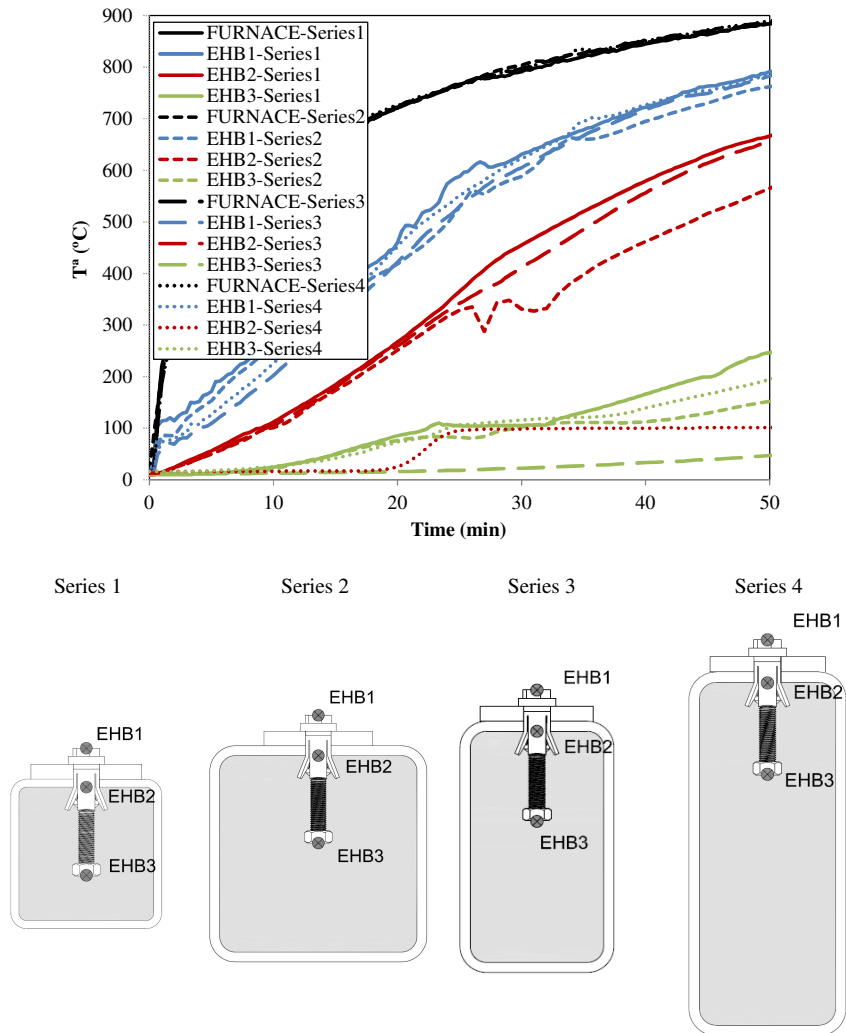 900
800
700
600
500
400
300
200
100
0
Tª (ºC)
FURNACE-Series1
EHB1-Series1
EHB2-Series1
EHB3-Series1
FURNACE-Series2
EHB1-Series2
EHB2-Series2
EHB3-Series2
FURNACE-Series3
EHB1-Series3
EHB2-Series3
EHB3-Series3
FURNACE-Series4
EHB1-Series4
EHB2-Series4
EHB3-Series4
0 10 20 30 40 50
Time (min)
Series 1 Series 2 Series 3 Series 4
EHB1
EHB2
EHB3
EHB1
EHB2
EHB3
EHB1
EHB2
EHB3
EHB1
EHB2
EHB3